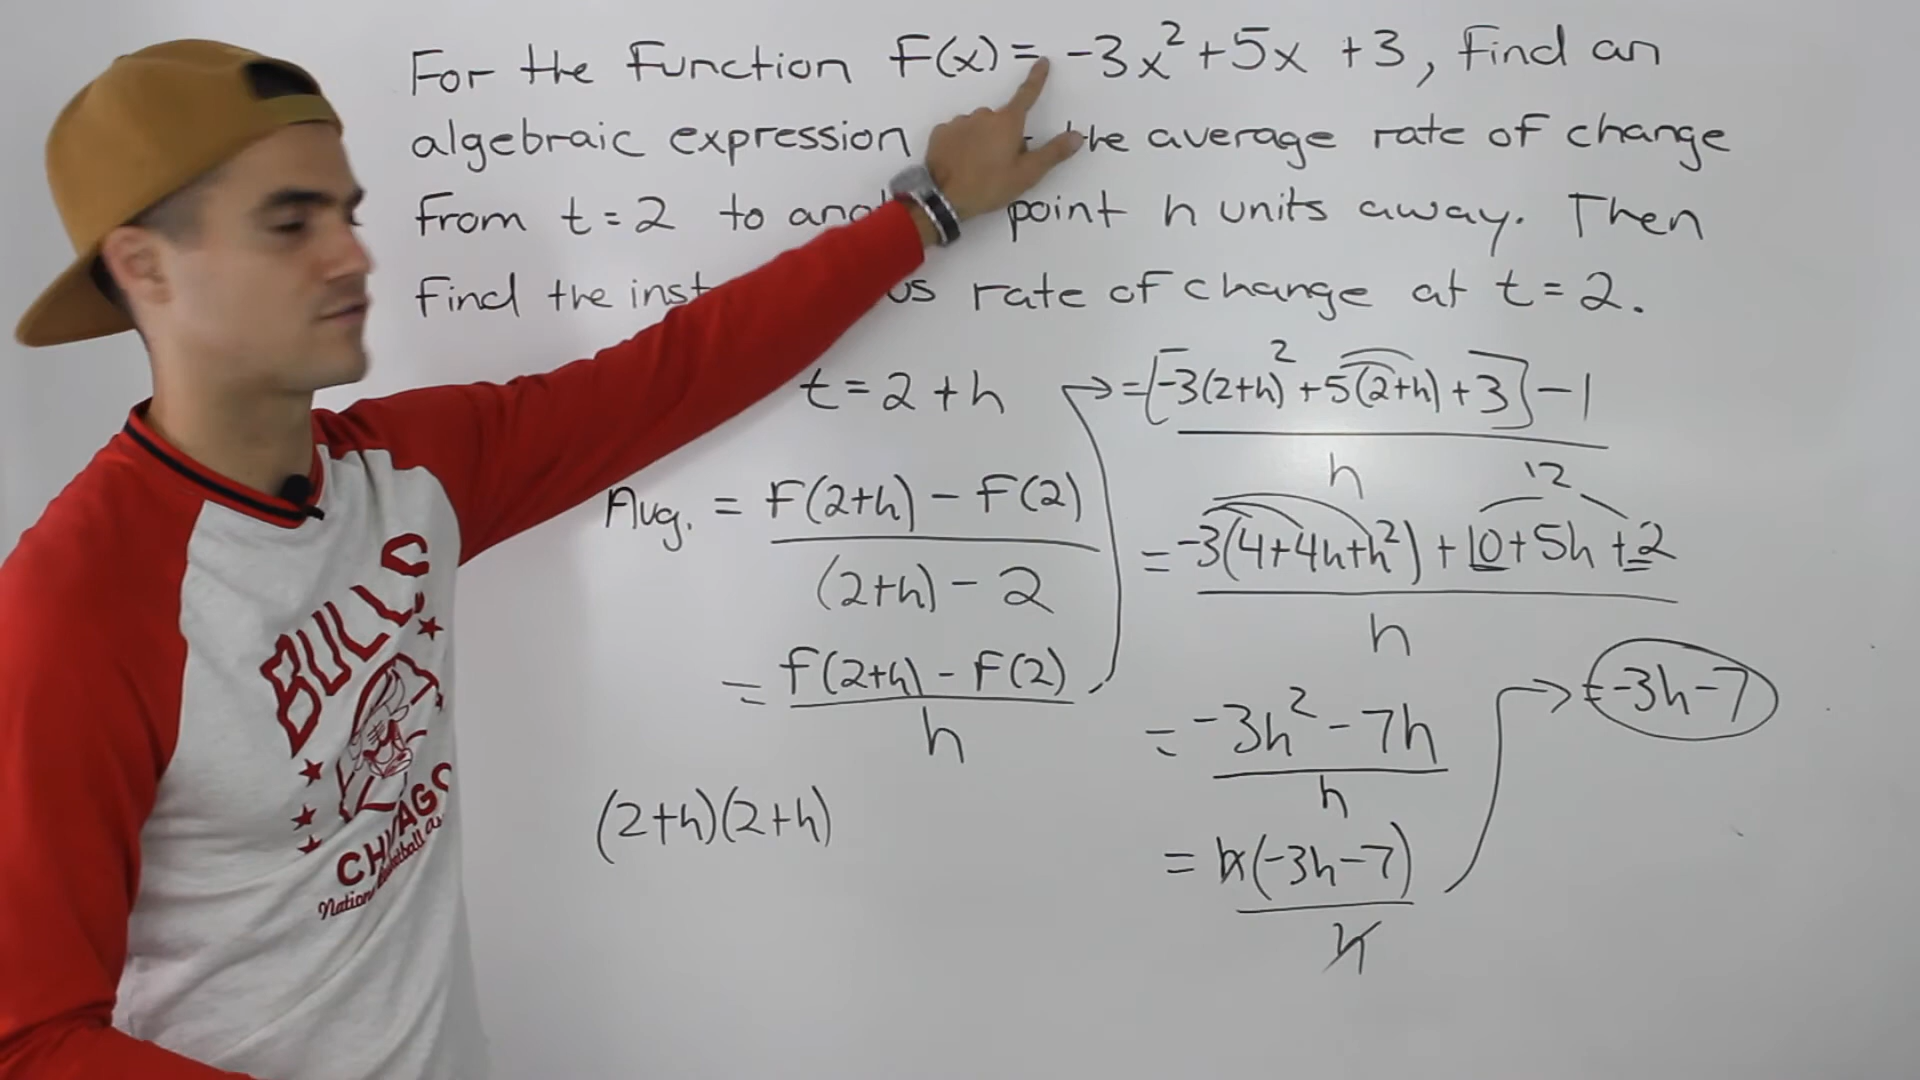 For the Function F(x) = -3x² + 5x + 3, Find an
algebraic expression the average rate of change
From t = 2 to point h units away. Then
Find the rate of change at t = 2.
t = 2 + h
Avg. = F(2+h) - F(2)
(2+h) - 2
= F(2+h) - F(2)
h
(2+h)(2+h)
= [-3(2+h)² + 5(2+h) + 3] - 1
h
12
= -3(4+4h+h²) + 10 + 5h + 2
h
= -3h² - 7h
h
= h(-3h-7)
h
= -3h-7
BULLS
CHICAGO